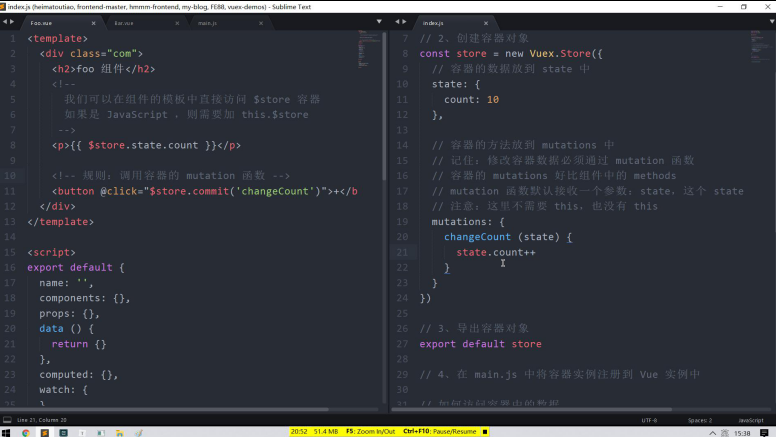 index.js (heimatoutiao, frontend-master, hmmm-frontend, my-blog, FE88, vuex-demos) - Sublime Text
Foo.vue
Bar.vue
main.js
1 <template>
2 <div class="com">
3 <h2>foo 组件</h2>
4 <!--
5 我们可以在组件的模板中直接访问 $store 容器
6 如果是 JavaScript ，则需要加 this.$store
7 -->
8 <p>{{ $store.state.count }}</p>
9
10 <!-- 规则：调用容器的 mutation 函数 -->
11 <button @click="$store.commit('changeCount')">+</b
12 </div>
13 </template>
14
15 <script>
16 export default {
17 name: '',
18 components: {},
19 props: {},
20 data () {
21 return {}
22 },
23 computed: {},
24 watch: {
index.js
7 // 2. 创建容器对象
8 const store = new Vuex.Store({
9 // 容器的数据放到 state 中
10 state: {
11 count: 10
12 },
13
14 // 容器的方法放到 mutations 中
15 // 记住：修改容器数据必须通过 mutation 函数
16 // 容器的 mutations 好比组件中的 methods
17 // mutation 函数默认接收一个参数：state，这个 state
18 // 注意：这里不需要 this，也没有 this
19 mutations: {
20 changeCount (state) {
21 state.count++
22 }
23 }
24 })
25
26 // 3. 导出容器对象
27 export default store
28
29 // 4. 在 main.js 中将容器实例注册到 Vue 实例中
30
31 // 如何访问容器中的数据
Line 21, Column 20
UTF-8
Spaces: 2
JavaScript
20:52 51.4 MB F5: Zoom In/Out Ctrl+F10: Pause/Resume
15:38